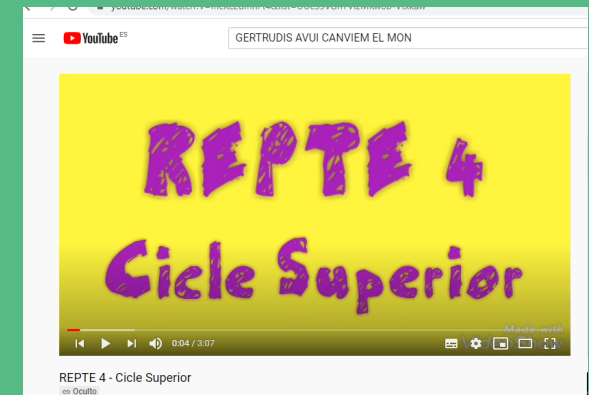 YouTube ES
GERTRUDIS AVUI CANVIEM EL MON
REPTE 4
Cicle Superior
Made with
0:04 / 3:07
REPTE 4 - Cicle Superior
Oculto